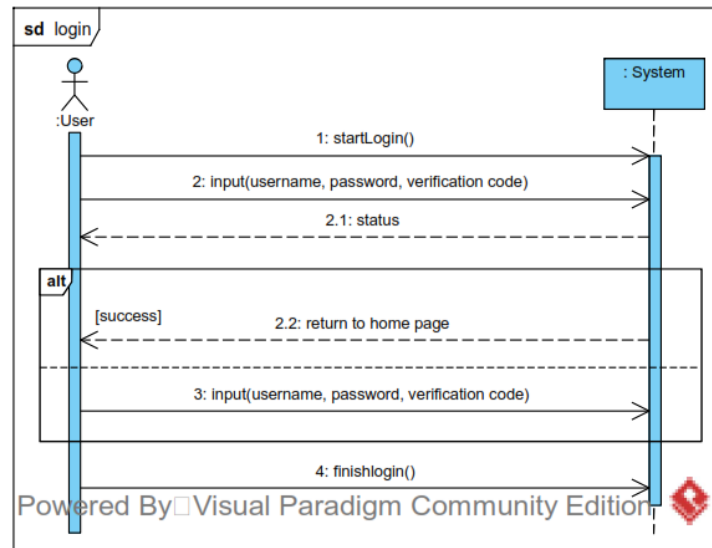 sd login
: System
:User
1: startLogin()
2: input(username, password, verification code)
2.1: status
alt
[success]
2.2: return to home page
3: input(username, password, verification code)
4: finishlogin()
Powered By□Visual Paradigm Community Edition